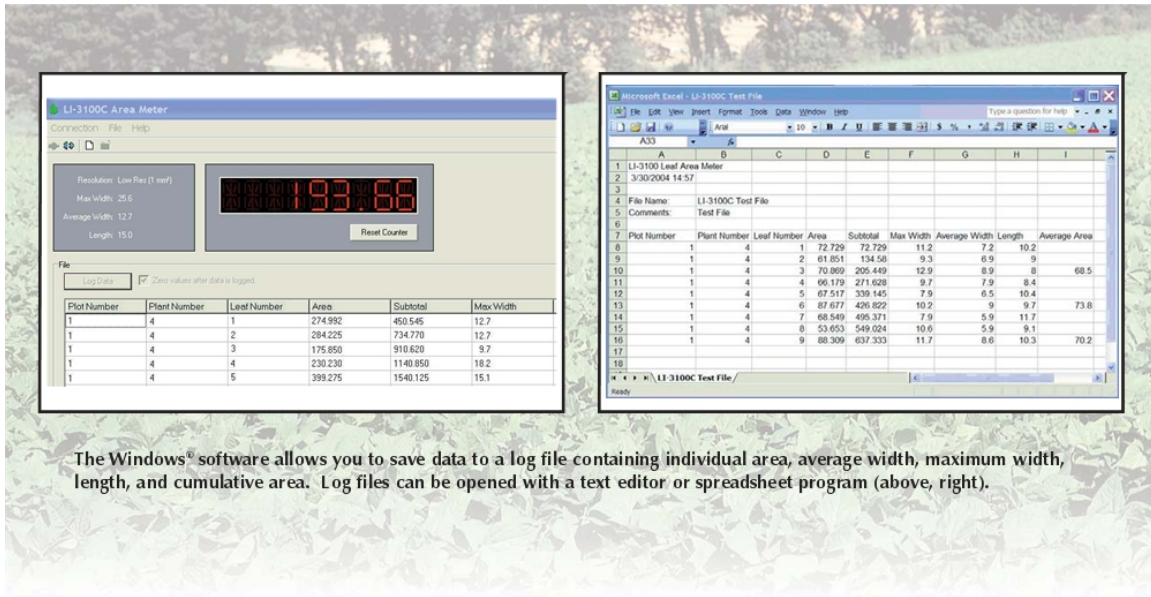 LI-3100C Area Meter
Connection File Help
Resolution: Low Res (1 mm²)
Max Width: 25.6
Average Width: 12.7
Length: 15.0
193.66
Reset Counter
File
Log Data Zero values after data is logged.
Plot Number Plant Number Leaf Number Area Subtotal Max Width
1 4 1 274.992 450.545 12.7
1 4 2 284.225 734.770 12.7
1 4 3 175.850 910.620 9.7
1 4 4 230.230 1140.850 18.2
1 4 5 399.275 1540.125 15.1
Microsoft Excel - LI-3100C Test File
File Edit View Insert Format Tools Data Window Help Type a question for help
Arial 10 B I U $ % ,
A33 fx
A B C D E F G H I
1 LI-3100 Leaf Area Meter
2 3/30/2004 14:57
3
4 File Name: LI-3100C Test File
5 Comments: Test File
6
7 Plot Number Plant Number Leaf Number Area Subtotal Max Width Average Width Length Average Area
8 1 4 1 72.729 72.729 11.2 7.2 10.2
9 1 4 2 61.851 134.58 9.3 6.9 9
10 1 4 3 70.869 205.449 12.9 8.9 8 68.5
11 1 4 4 66.179 271.628 9.7 7.9 8.4
12 1 4 5 67.517 339.145 7.9 6.5 10.4
13 1 4 6 87.677 426.822 10.2 9 9.7 73.8
14 1 4 7 68.549 495.371 7.9 5.9 11.7
15 1 4 8 53.653 549.024 10.6 5.9 9.1
16 1 4 9 88.309 637.333 11.7 8.6 10.3 70.2
17
18
LI-3100C Test File
Ready
The Windows® software allows you to save data to a log file containing individual area, average width, maximum width,
length, and cumulative area. Log files can be opened with a text editor or spreadsheet program (above, right).